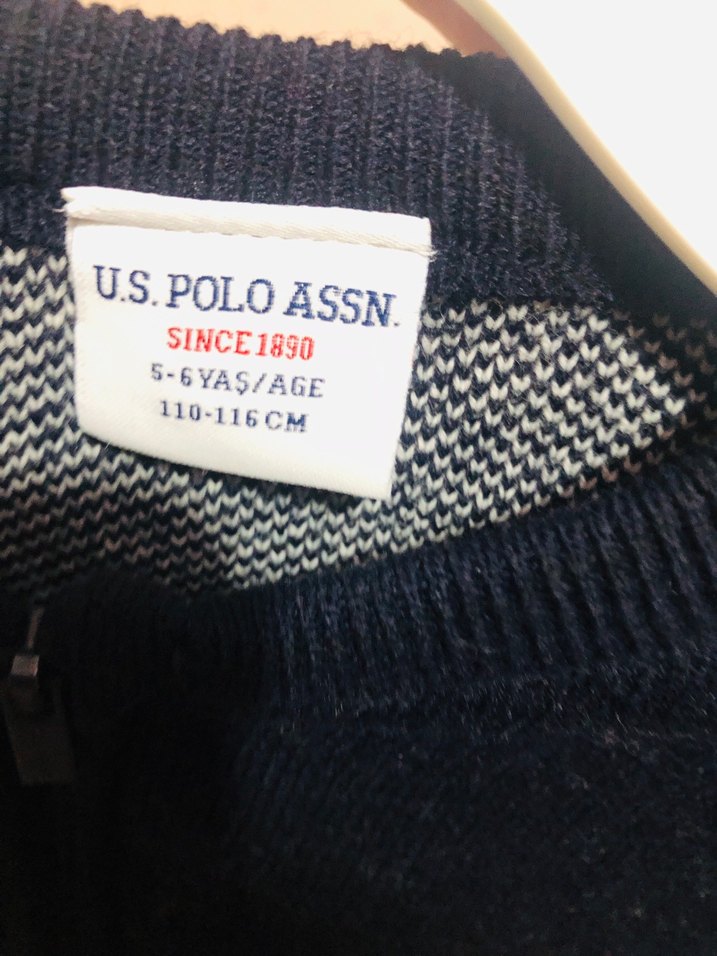 U.S. POLO ASSN.
SINCE 1890
5-6 YAŞ/AGE
110-116 CM